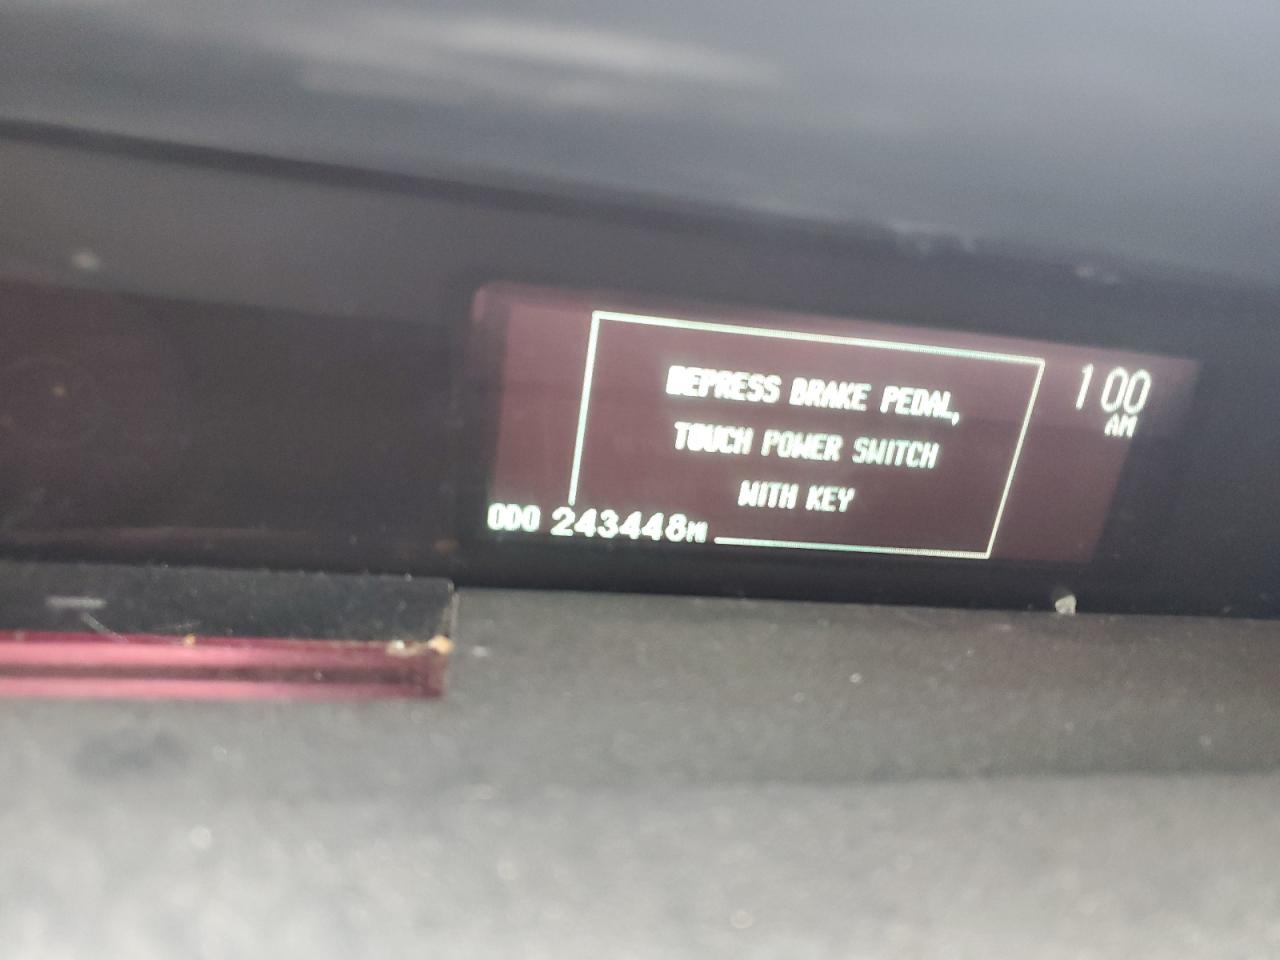 DEPRESS BRAKE PEDAL,
TOUCH POWER SWITCH
WITH KEY
1 00
AM
ODO 243448M